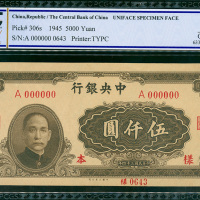 China,Republic / The Central Bank of China UNIFACE SPECIMEN FACE
Pick# 306s 1945 5000 Yuan
S/N:A 000000 0643 Printer:TYPC
中央銀行
A 000000 A 000000
伍仟圓
樣
本
0643